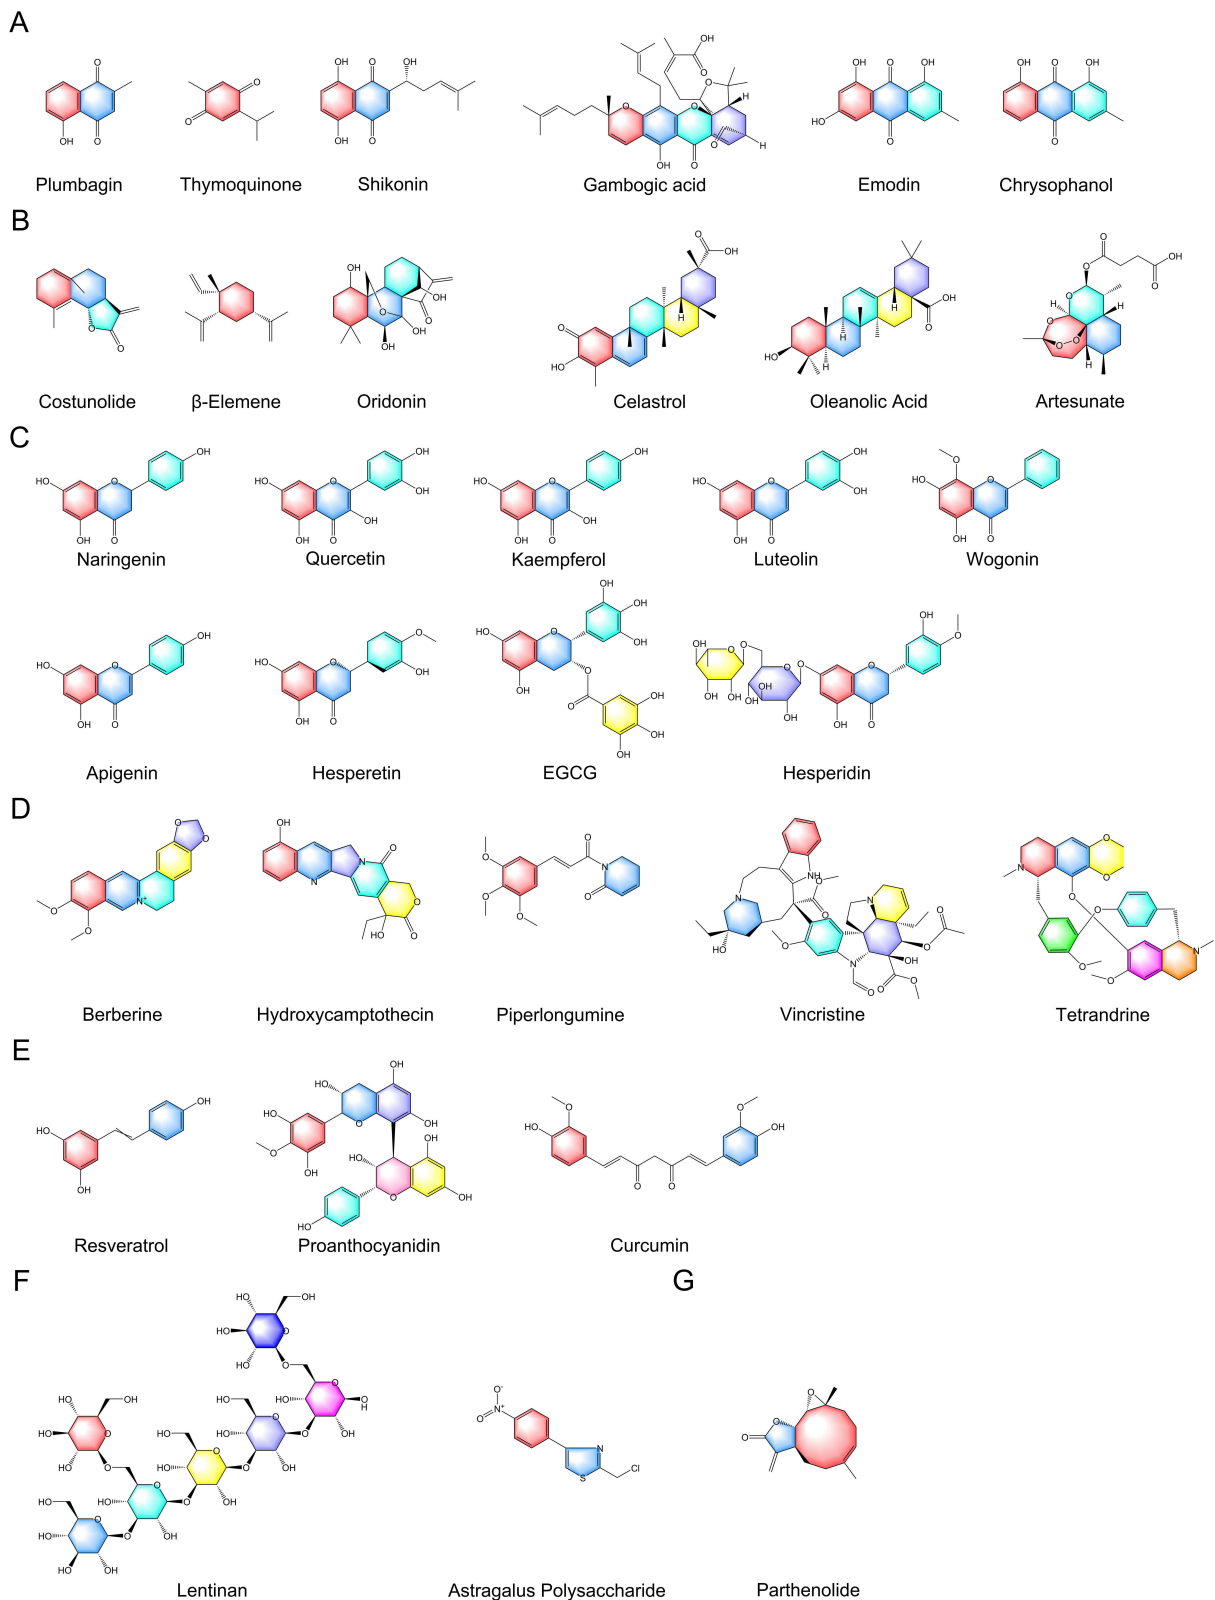 A
Plumbagin
Thymoquinone
Shikonin
Gambogic acid
Emodin
Chrysophanol
B
Costunolide
β-Elemene
Oridonin
Celastrol
Oleanolic Acid
Artesunate
C
Naringenin
Quercetin
Kaempferol
Luteolin
Wogonin
Apigenin
Hesperetin
EGCG
Hesperidin
D
Berberine
Hydroxycamptothecin
Piperlongumine
Vincristine
Tetrandrine
E
Resveratrol
Proanthocyanidin
Curcumin
F
G
Lentinan
Astragalus Polysaccharide
Parthenolide